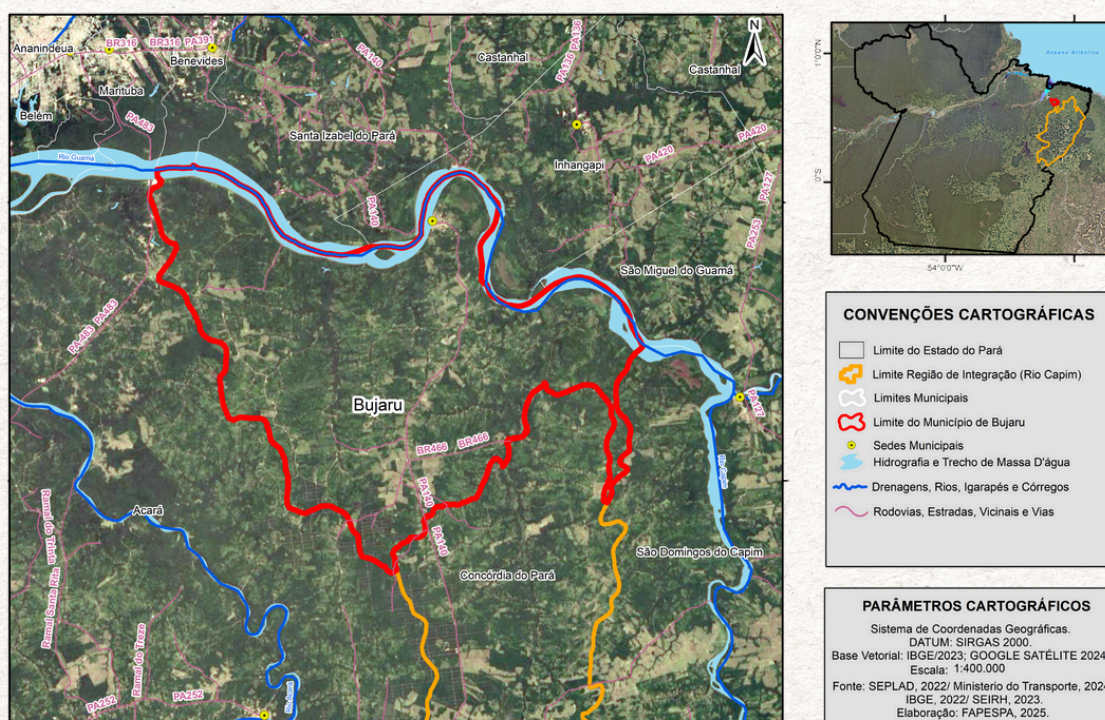 N
Ananindeua
BR316
BR316
PA391
Benevides
Marituba
Belém
PA483
PA140
Castanhal
PA136
PA136
Castanhal
Santa Izabel do Pará
Inhangapi
PA420
PA420
PA127
PA253
Rio Guamá
PA140
São Miguel do Guamá
PA483
PA483
Bujaru
BR466
BR466
PA127
Rio Capim
PA140
PA140
Acará
Ramal do Trinta
Ramal Santa Rita
Ramal do Treze
São Domingos do Capim
Concórdia do Pará
PA252
PA252
Rio Acará
Oceano Atlântico
1°0'0"N
0°S
54°0'0"W
CONVENÇÕES CARTOGRÁFICAS
Limite do Estado do Pará
Limite Região de Integração (Rio Capim)
Limites Municipais
Limite do Município de Bujaru
Sedes Municipais
Hidrografia e Trecho de Massa D'água
Drenagens, Rios, Igarapés e Córregos
Rodovias, Estradas, Vicinais e Vias
PARÂMETROS CARTOGRÁFICOS
Sistema de Coordenadas Geográficas.
DATUM: SIRGAS 2000.
Base Vetorial: IBGE/2023; GOOGLE SATÉLITE 2024
Escala: 1:400.000
Fonte: SEPLAD, 2022/ Ministerio do Transporte, 2024
IBGE, 2022/ SEIRH, 2023.
Elaboração: FAPESPA, 2025.